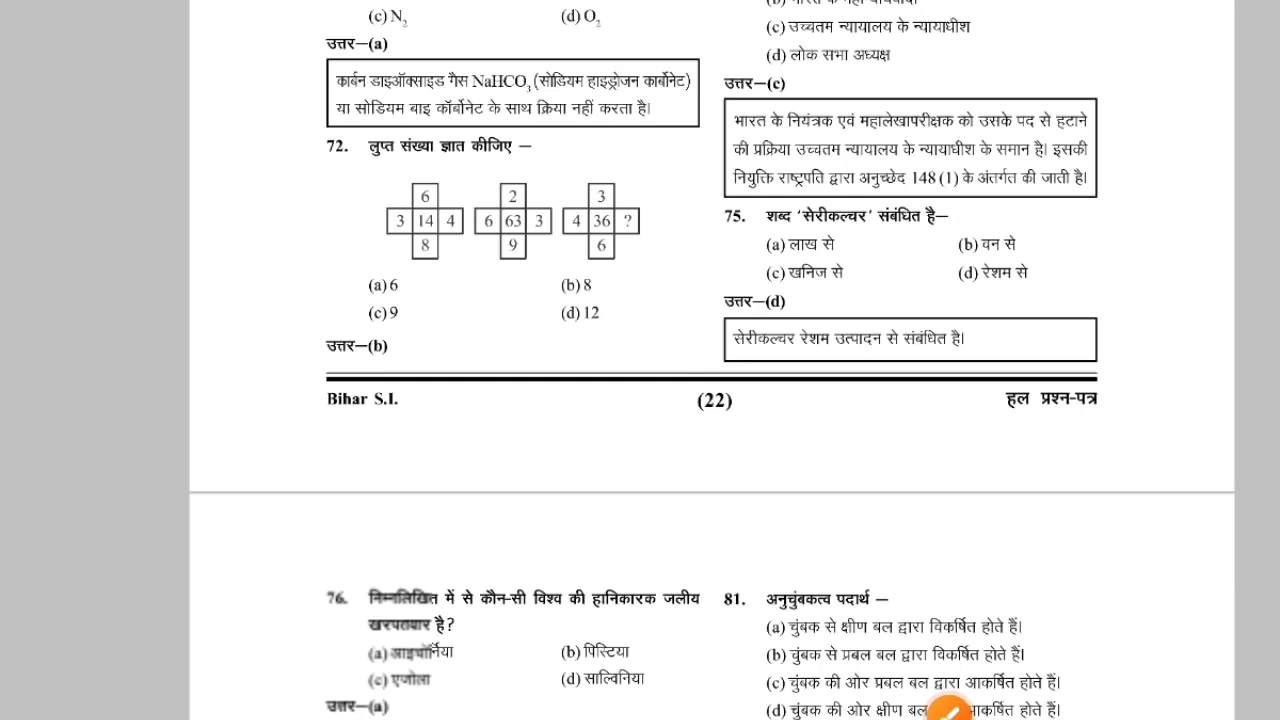 (c) N₂ (d) O₂
उत्तर–(a)
कार्बन डाइऑक्साइड गैस NaHCO₃ (सोडियम हाइड्रोजन कार्बोनेट)
या सोडियम बाइ कॉर्बोनेट के साथ क्रिया नहीं करता है।
72. लुप्त संख्या ज्ञात कीजिए –
6 2 3
3 14 4 6 63 3 4 36 ?
8 9 6
(a) 6 (b) 8
(c) 9 (d) 12
उत्तर–(b)
(c) उच्चतम न्यायालय के न्यायाधीश
(d) लोक सभा अध्यक्ष
उत्तर–(c)
भारत के नियंत्रक एवं महालेखापरीक्षक को उसके पद से हटाने
की प्रक्रिया उच्चतम न्यायालय के न्यायाधीश के समान है। इसकी
नियुक्ति राष्ट्रपति द्वारा अनुच्छेद 148 (1) के अंतर्गत की जाती है।
75. शब्द ‘सेरीकल्चर’ संबंधित है–
(a) लाख से (b) वन से
(c) खनिज से (d) रेशम से
उत्तर–(d)
सेरीकल्चर रेशम उत्पादन से संबंधित है।
Bihar S.I. (22) हल प्रश्न-पत्र
76. निम्नलिखित में से कौन-सी विश्व की हानिकारक जलीय
खरपतवार है?
(a) आइचॉर्निया (b) पिस्टिया
(c) एजोला (d) साल्विनिया
उत्तर–(a)
81. अनुचुंबकत्व पदार्थ –
(a) चुंबक से क्षीण बल द्वारा विकर्षित होते हैं।
(b) चुंबक से प्रबल बल द्वारा विकर्षित होते हैं।
(c) चुंबक की ओर प्रबल बल द्वारा आकर्षित होते हैं।
(d) चुंबक की ओर क्षीण बल आकर्षित होते हैं।